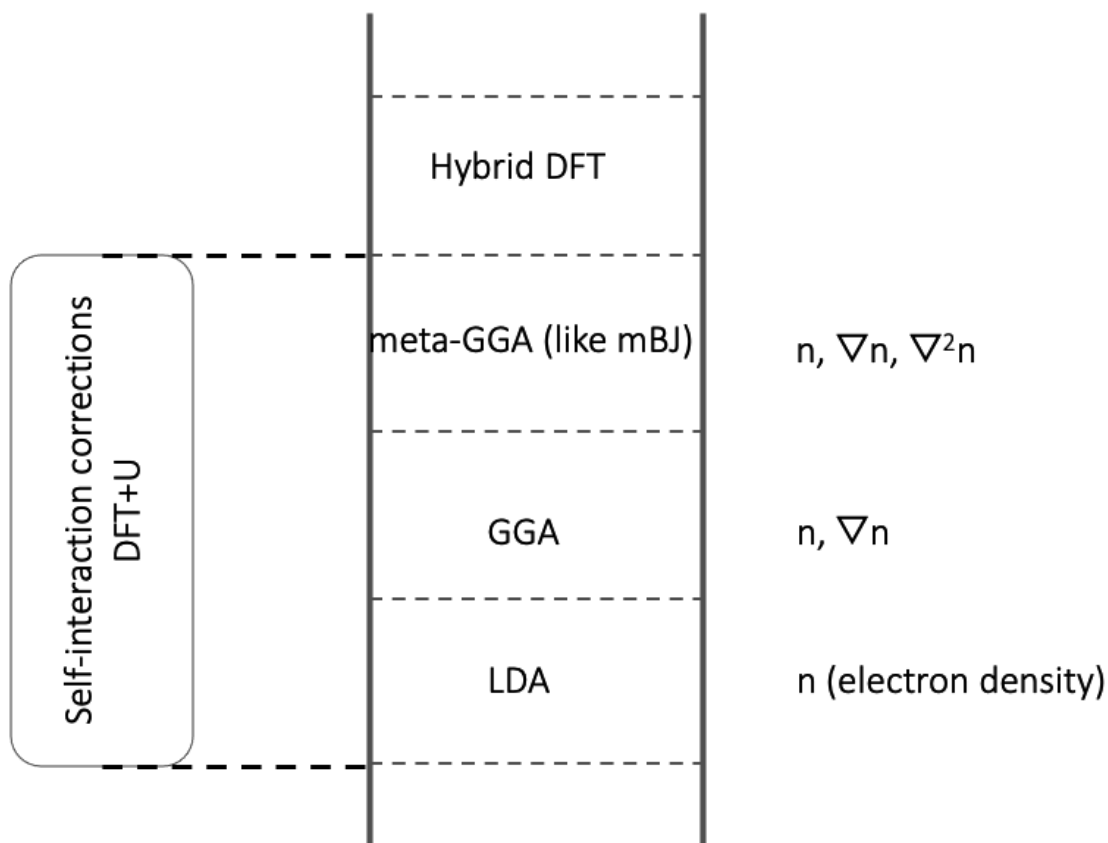 Hybrid DFT
meta-GGA (like mBJ)
n, ∇n, ∇²n
GGA
n, ∇n
LDA
n (electron density)
Self-interaction corrections
DFT+U